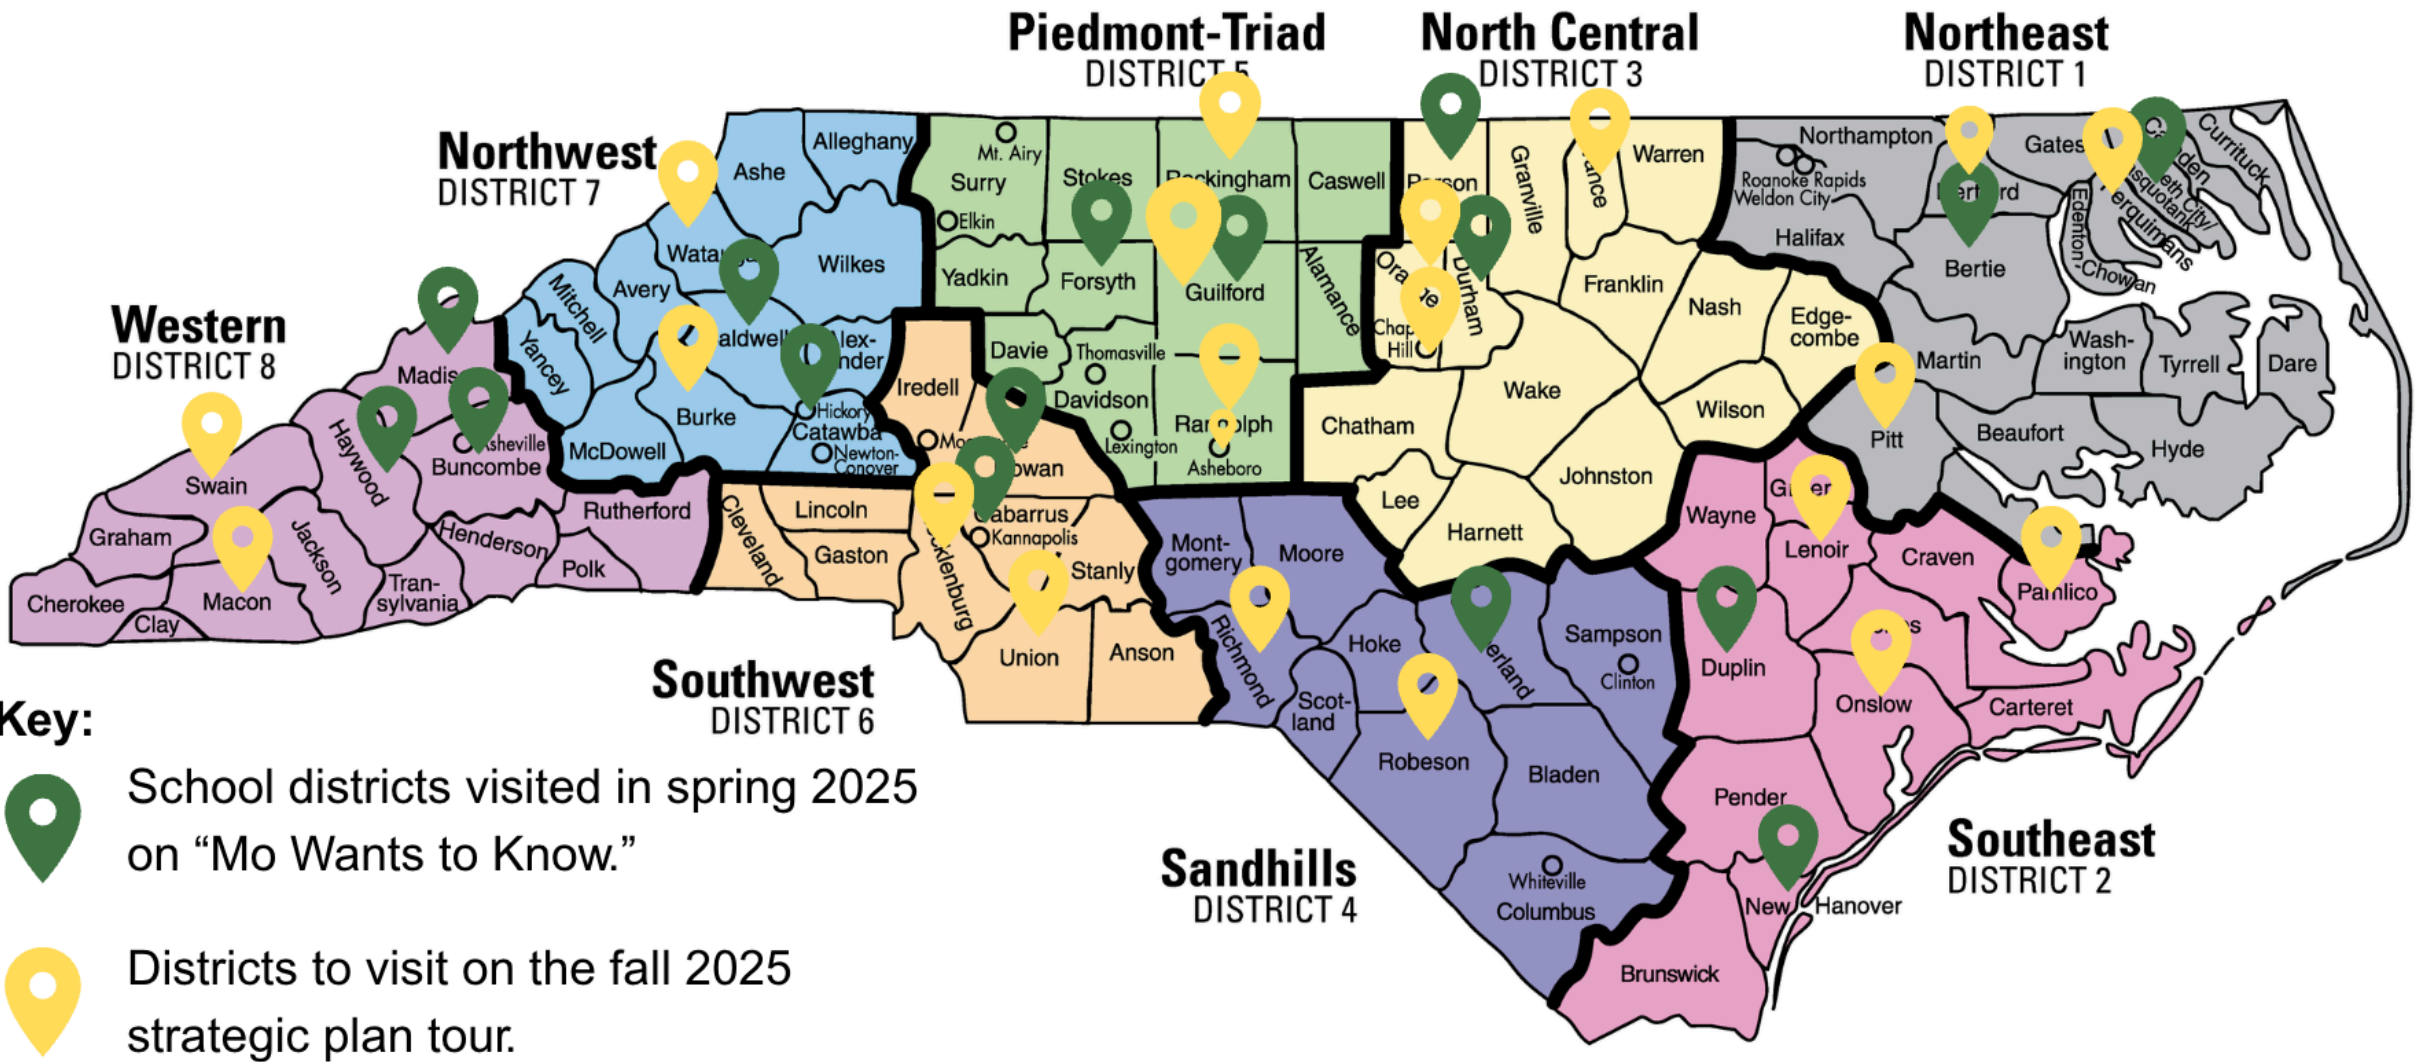 Piedmont-Triad
DISTRICT 5
North Central
DISTRICT 3
Northeast
DISTRICT 1
Northwest
DISTRICT 7
Western
DISTRICT 8
Southwest
DISTRICT 6
Sandhills
DISTRICT 4
Southeast
DISTRICT 2
Ashe
Alleghany
Wilkes
Avery
Mitchell
Yancey
Burke
McDowell
Hickory
Catawba
Newton-
Conover
Mt. Airy
Surry
Elkin
Stokes
Rockingham
Caswell
Yadkin
Forsyth
Guilford
Alamance
Davie
Thomasville
Davidson
Lexington
Asheboro
Granville
Warren
Durham
Hill
Franklin
Nash
Edge-
combe
Wake
Wilson
Chatham
Lee
Harnett
Johnston
Northampton
Roanoke Rapids
Weldon City
Halifax
Gates
Currituck
Bertie
Edenton-Chowan
Martin
Wash-
ington
Tyrrell
Dare
Pitt
Beaufort
Hyde
Haywood
Asheville
Buncombe
Swain
Graham
Jackson
Henderson
Rutherford
Polk
Tran-
sylvania
Cherokee
Clay
Macon
Iredell
Cleveland
Lincoln
Gaston
Cabarrus
Kannapolis
Stanly
Union
Anson
Mont-
gomery
Moore
Richmond
Hoke
Scot-
land
Robeson
Sampson
Clinton
Bladen
Whiteville
Columbus
Wayne
Lenoir
Craven
Pamlico
Duplin
Onslow
Carteret
Pender
New Hanover
Brunswick
Key:
School districts visited in spring 2025
on “Mo Wants to Know.”
Districts to visit on the fall 2025
strategic plan tour.